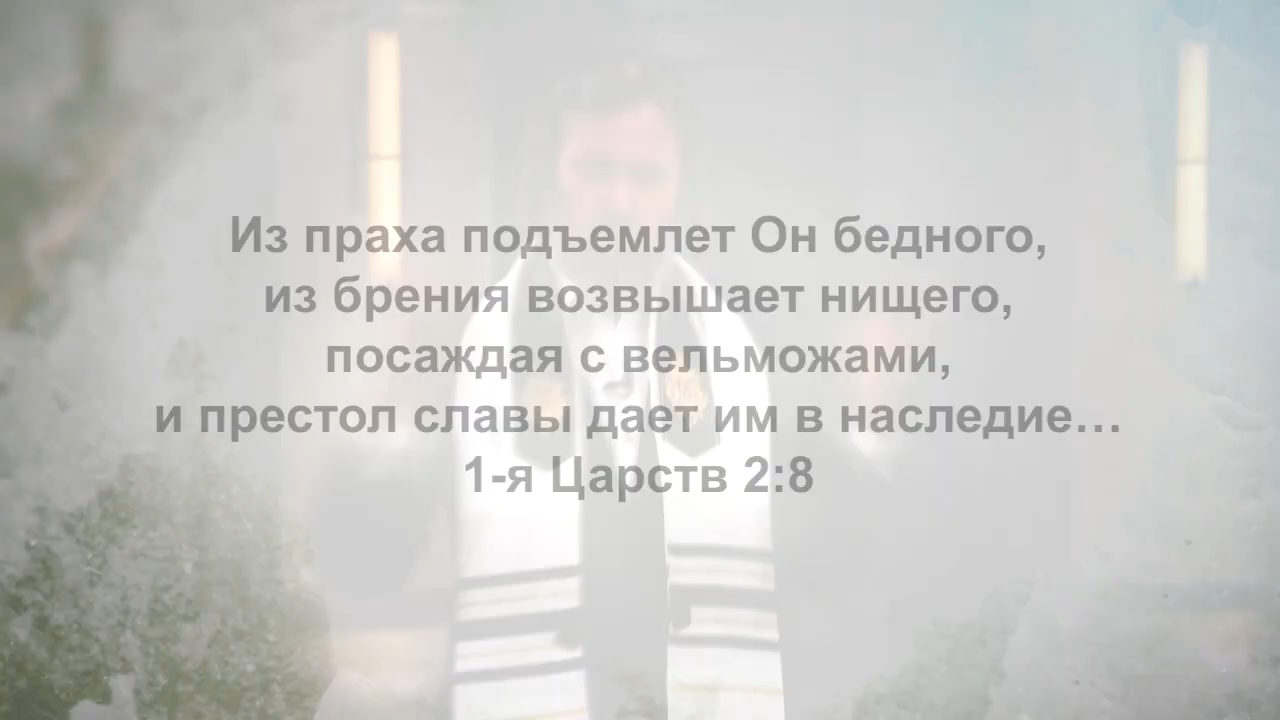 Из праха подъемлет Он бедного,
из брения возвышает нищего,
посаждая с вельможами,
и престол славы дает им в наследие…
1-я Царств 2:8